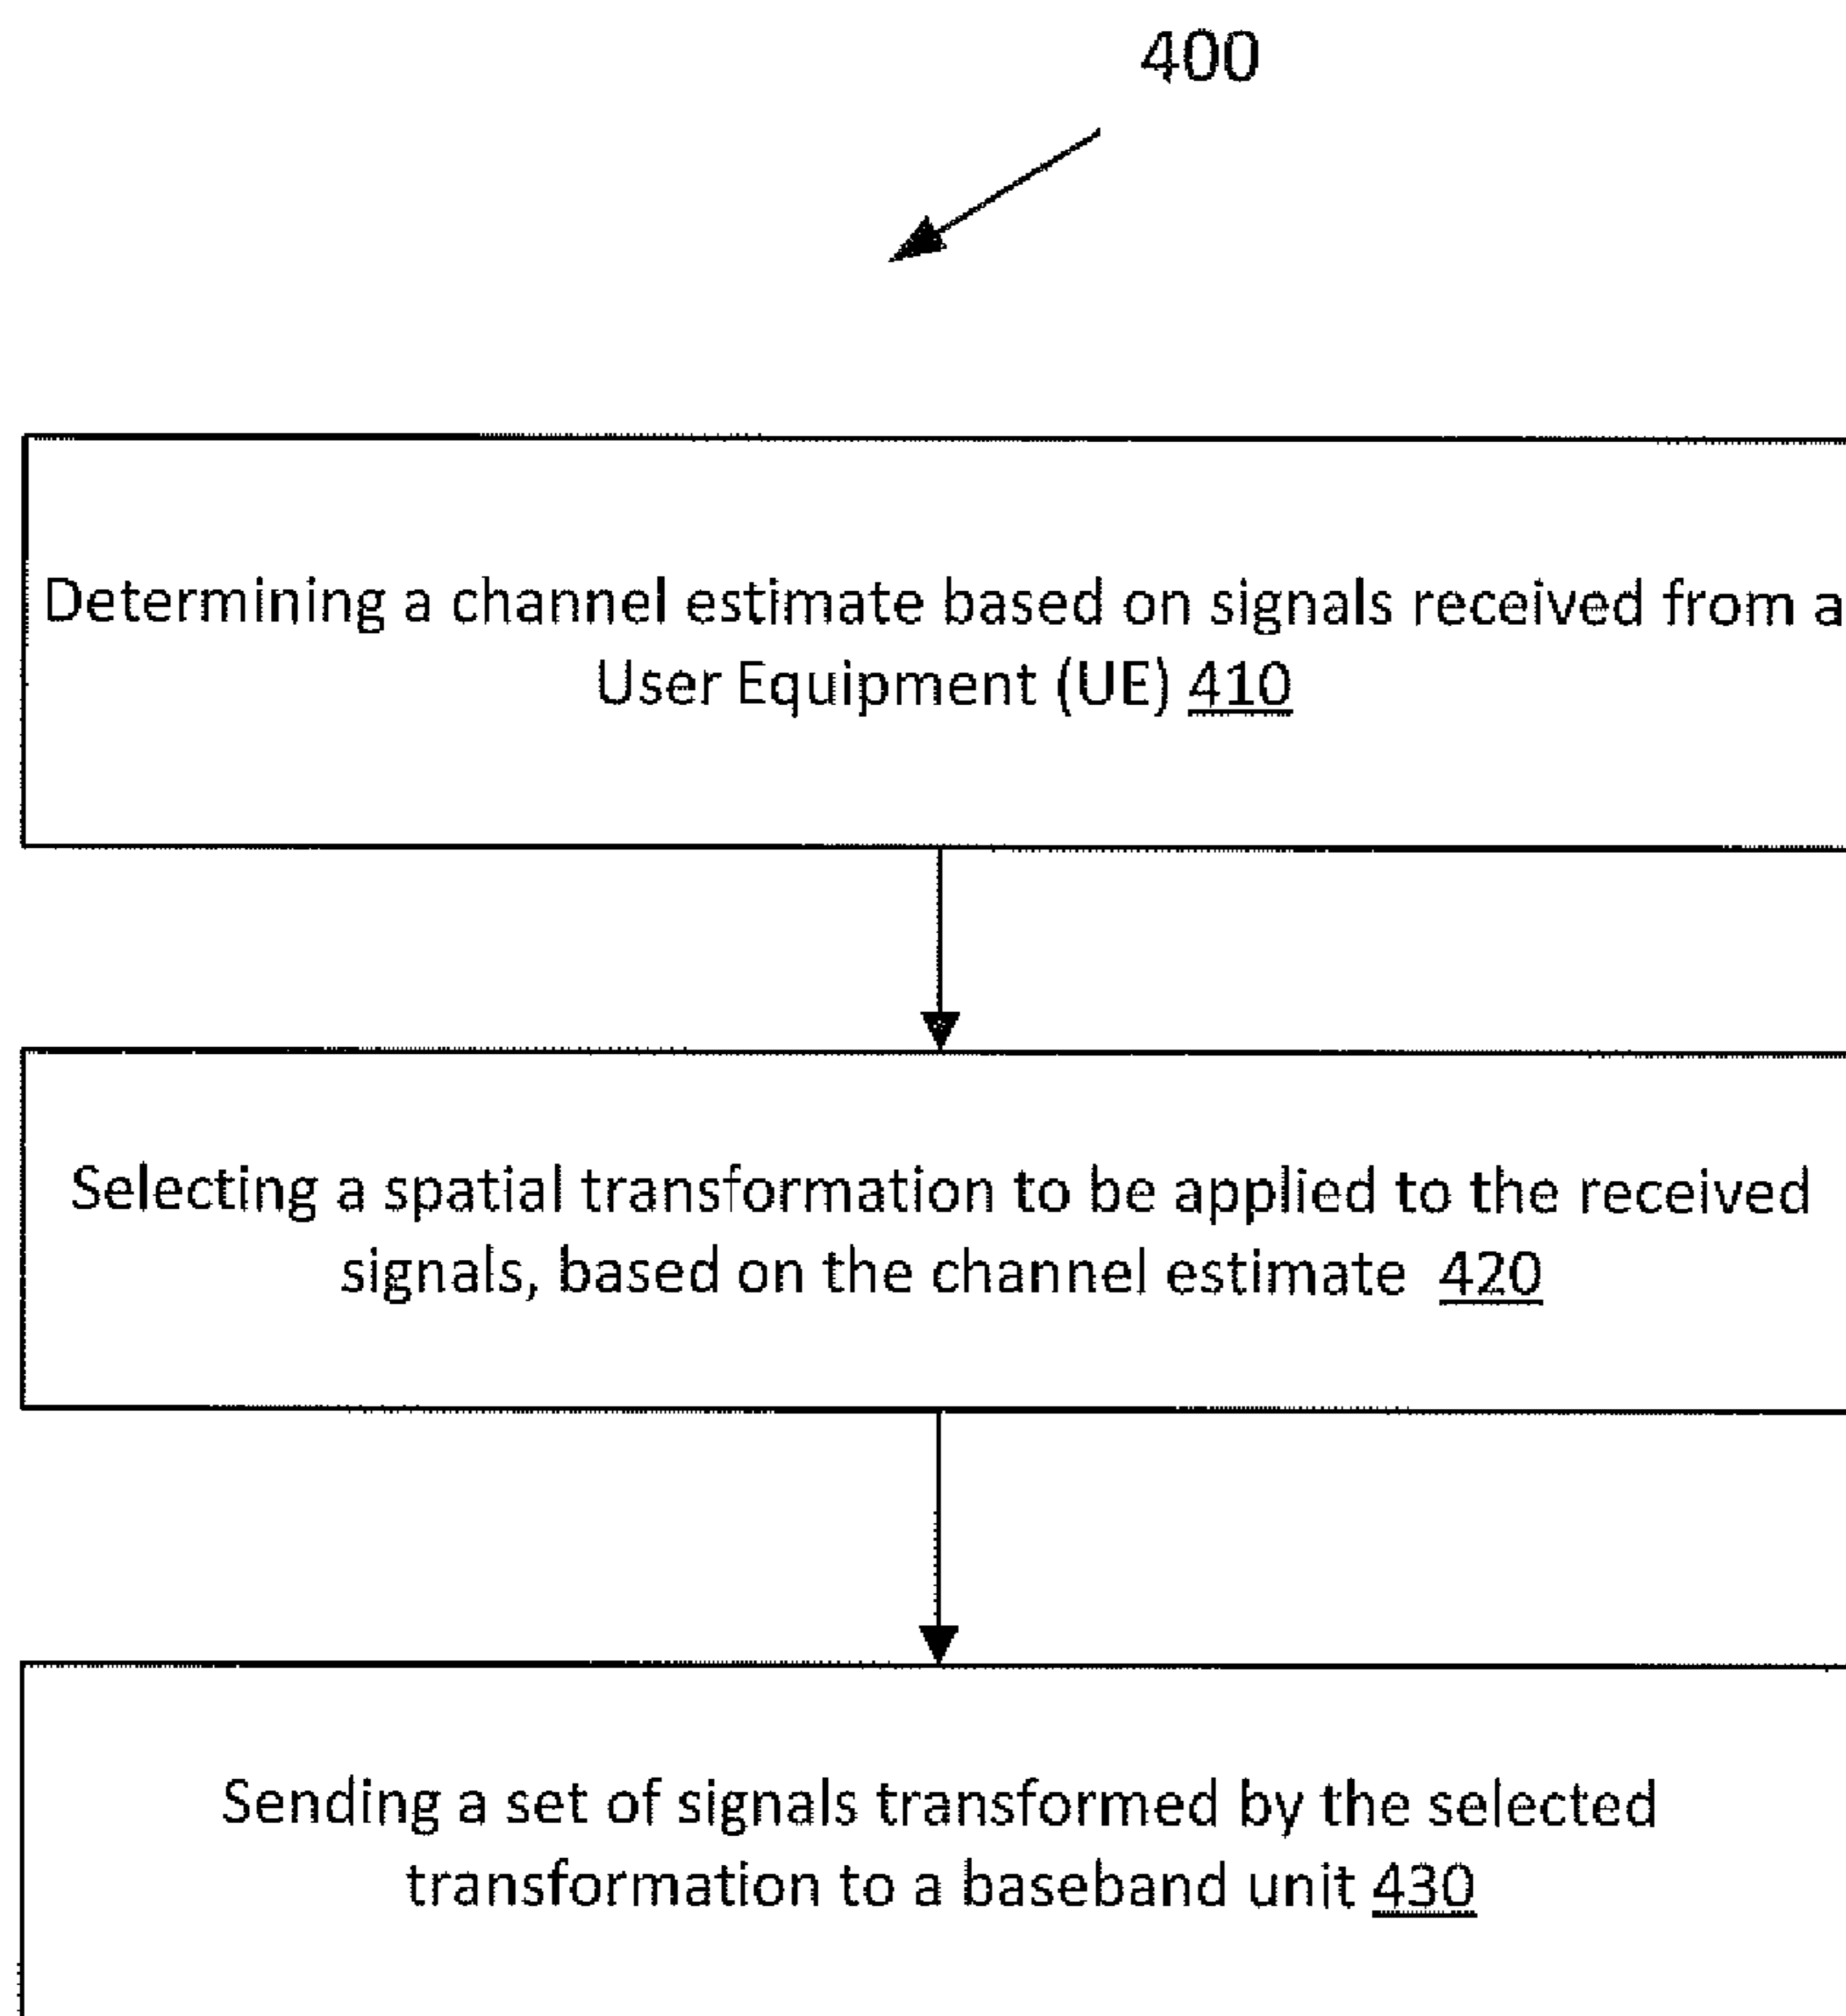 400
Determining a channel estimate based on signals received from a
User Equipment (UE) 410
Selecting a spatial transformation to be applied to the received
signals, based on the channel estimate 420
Sending a set of signals transformed by the selected
transformation to a baseband unit 430